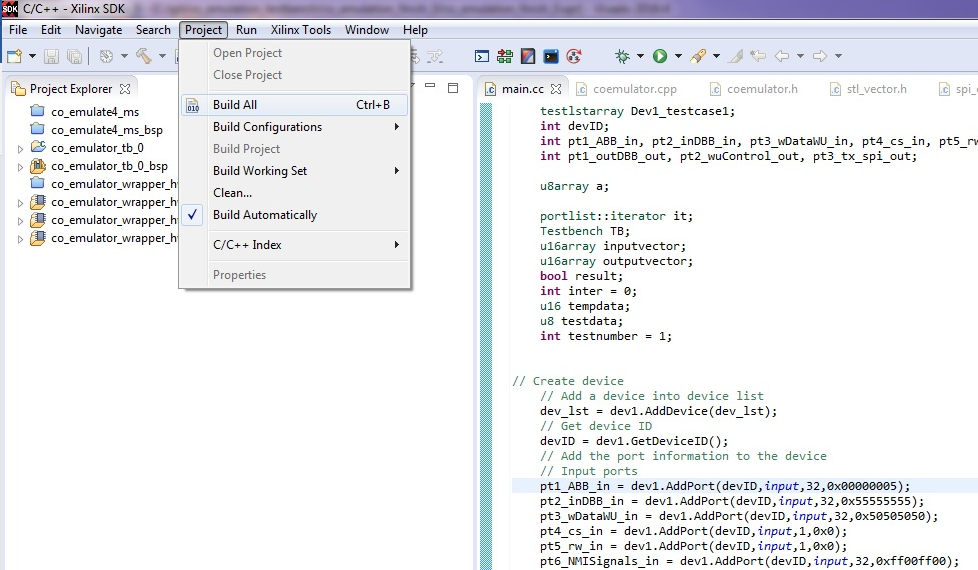 SDK C/C++ - Xilinx SDK
File Edit Navigate Search Project Run Xilinx Tools Window Help
Project Explorer
co_emulate4_ms
co_emulate4_ms_bsp
co_emulator_tb_0
co_emulator_tb_0_bsp
co_emulator_wrapper_h
co_emulator_wrapper_h
co_emulator_wrapper_h
co_emulator_wrapper_h
Open Project
Close Project
Build All Ctrl+B
Build Configurations
Build Project
Build Working Set
Clean...
Build Automatically
C/C++ Index
Properties
main.cc coemulator.cpp coemulator.h stl_vector.h spi_
testlstarray Dev1_testcase1;
int devID;
int pt1_ABB_in, pt2_inDBB_in, pt3_wDataWU_in, pt4_cs_in, pt5_rw
int pt1_outDBB_out, pt2_wuControl_out, pt3_tx_spi_out;
u8array a;
portlist::iterator it;
Testbench TB;
u16array inputvector;
u16array outputvector;
bool result;
int inter = 0;
u16 tempdata;
u8 testdata;
int testnumber = 1;
// Create device
// Add a device into device list
dev_lst = dev1.AddDevice(dev_lst);
// Get device ID
devID = dev1.GetDeviceID();
// Add the port information to the device
// Input ports
pt1_ABB_in = dev1.AddPort(devID,input,32,0x00000005);
pt2_inDBB_in = dev1.AddPort(devID,input,32,0x55555555);
pt3_wDataWU_in = dev1.AddPort(devID,input,32,0x50505050);
pt4_cs_in = dev1.AddPort(devID,input,1,0x0);
pt5_rw_in = dev1.AddPort(devID,input,1,0x0);
pt6_NMISignals_in = dev1.AddPort(devID,input,32,0xff00ff00);